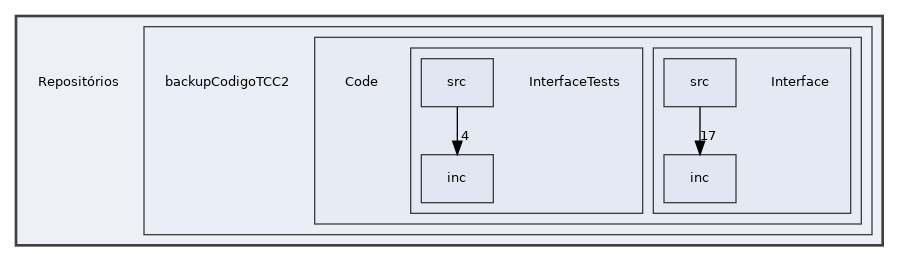 Repositórios
backupCodigoTCC2
Code
src
InterfaceTests
src
Interface
4
17
inc
inc